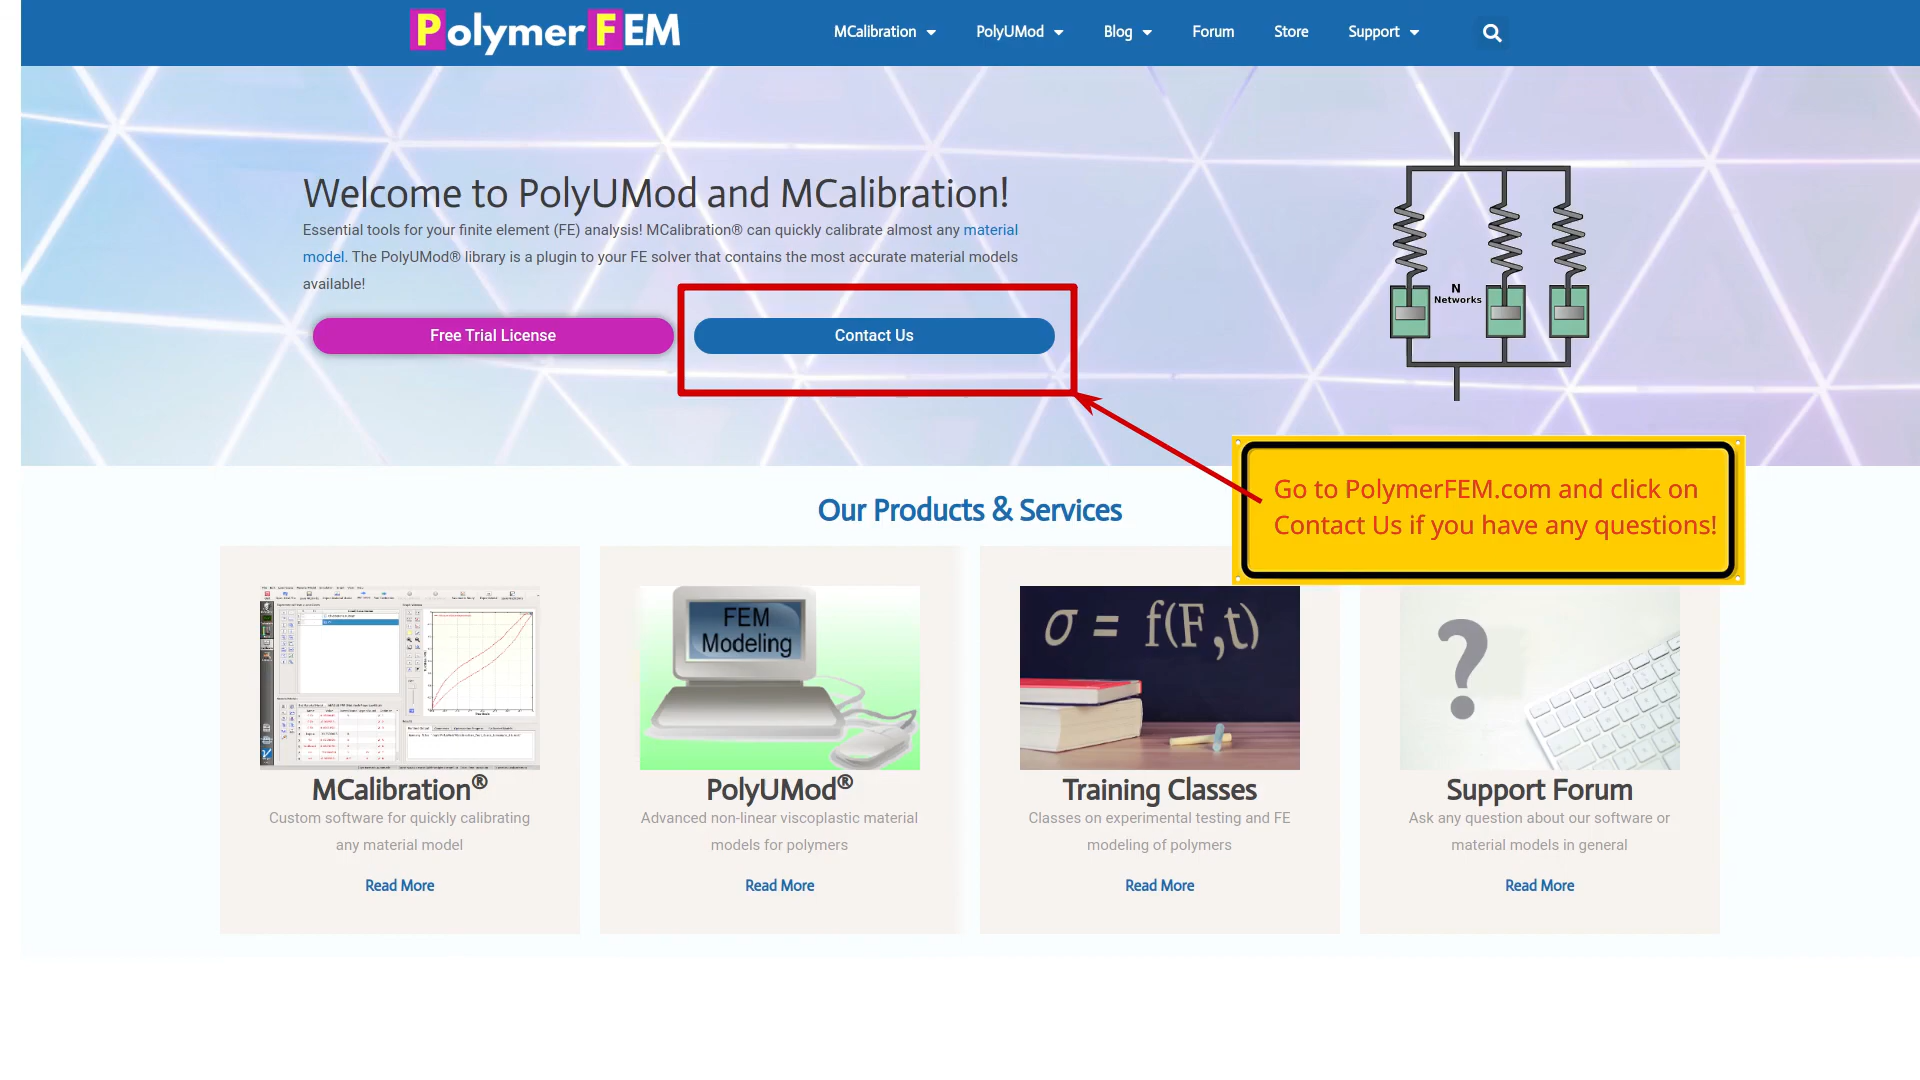 PolymerFEM
MCalibration
PolyUMod
Blog
Forum
Store
Support
Welcome to PolyUMod and MCalibration!
Essential tools for your finite element (FE) analysis! MCalibration® can quickly calibrate almost any material
model. The PolyUMod® library is a plugin to your FE solver that contains the most accurate material models
available!
Free Trial License
Contact Us
N
Networks
Go to PolymerFEM.com and click on
Contact Us if you have any questions!
Our Products & Services
FEM
Modeling
σ = f(F,t)
?
MCalibration®
Custom software for quickly calibrating
any material model
Read More
PolyUMod®
Advanced non-linear viscoplastic material
models for polymers
Read More
Training Classes
Classes on experimental testing and FE
modeling of polymers
Read More
Support Forum
Ask any question about our software or
material models in general
Read More